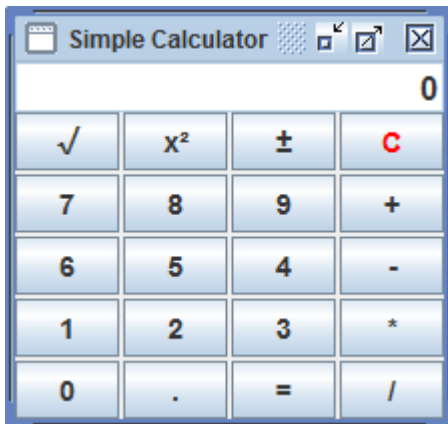 Simple Calculator
0
√ x² ± C
7 8 9 +
6 5 4 -
1 2 3 *
0 . = /